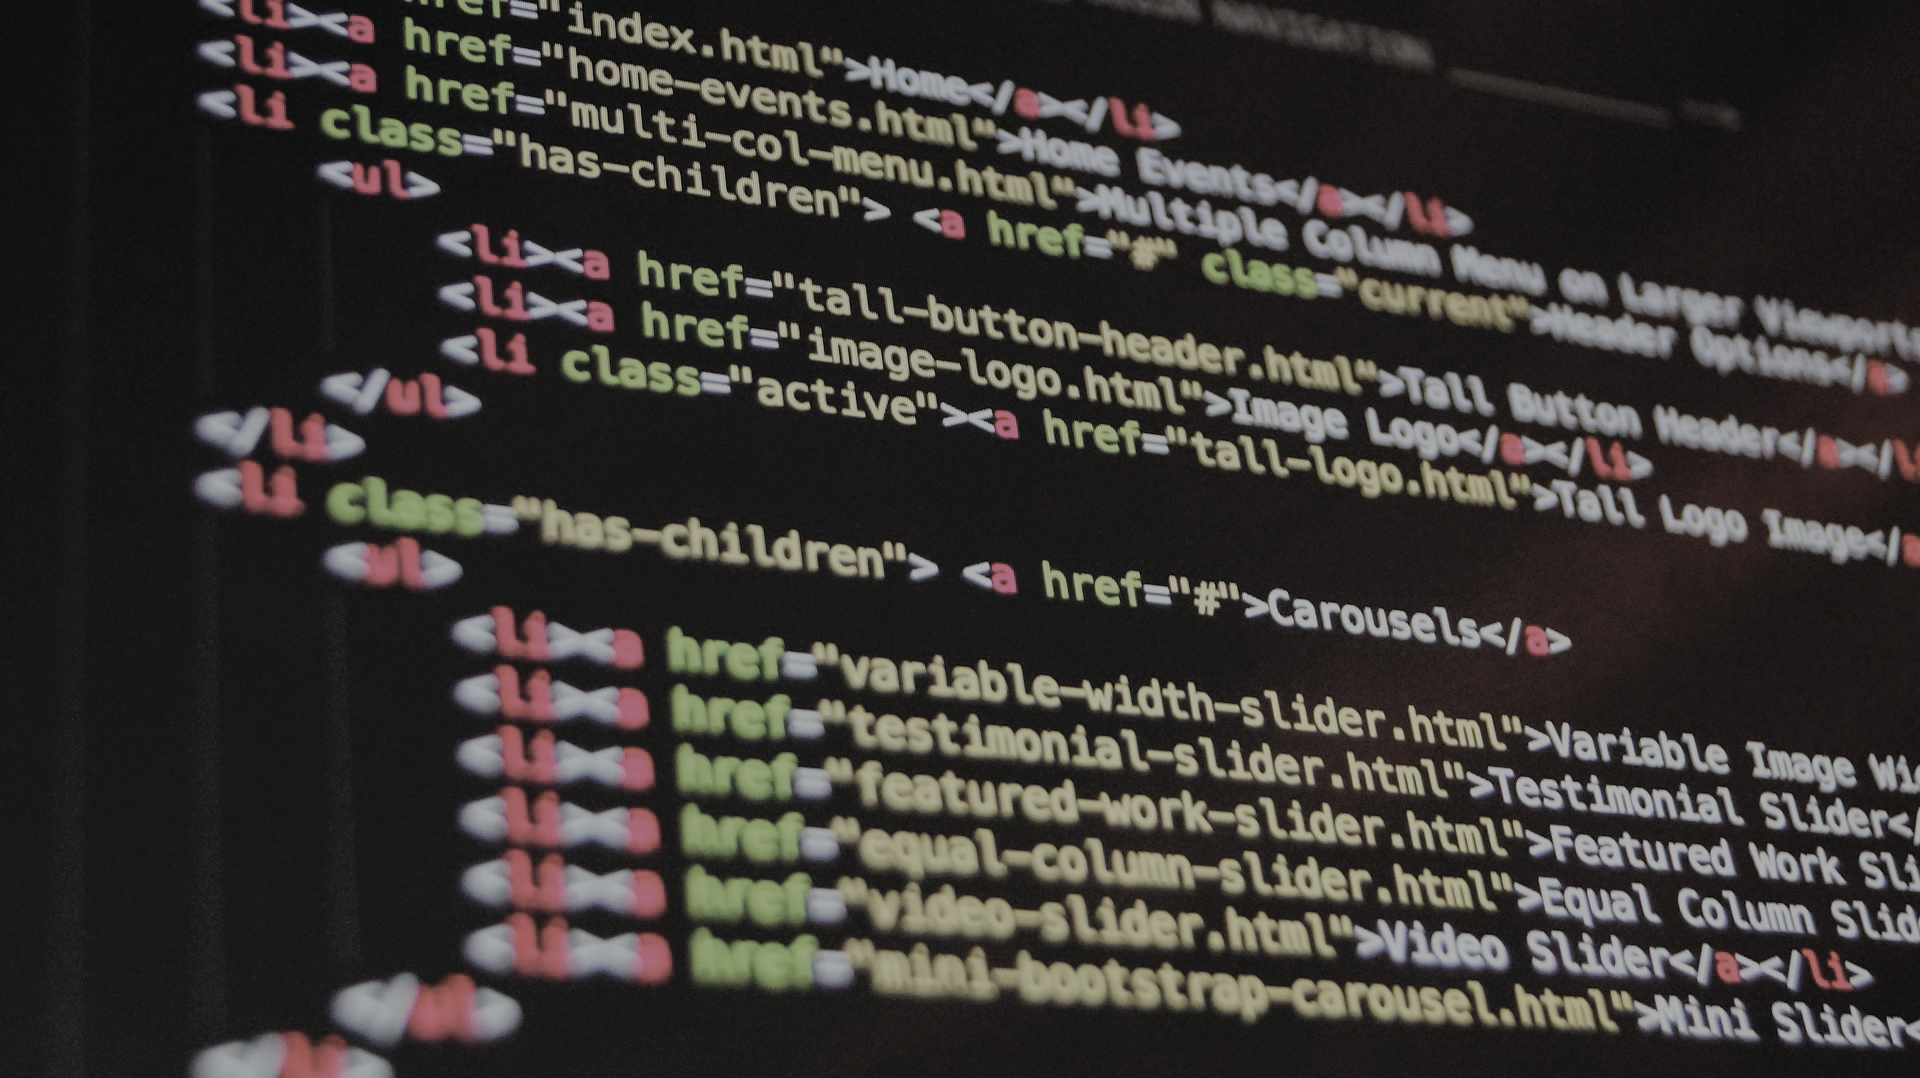 NAVIGATION
href="index.html">Home</a></li>
<li><a href="home-events.html">Home Events</a></li>
<li><a href="multi-col-menu.html">Multiple Column Menu on Larger Viewports
<li class="has-children"> <a href="#" class="current">Header Options</a>
<ul>
<li><a href="tall-button-header.html">Tall Button Header</a></li
<li><a href="image-logo.html">Image Logo</a></li>
<li class="active"><a href="tall-logo.html">Tall Logo Image</a
</ul>
</li>
<li class="has-children"> <a href="#">Carousels</a>
<ul>
<li><a href="variable-width-slider.html">Variable Image
<li><a href="testimonial-slider.html">Testimonial Slider</
<li><a href="featured-work-slider.html">Featured Work Sli
<li><a href="equal-column-slider.html">Equal Column Slid
<li><a href="video-slider.html">Video Slider</a></li>
<li><a href="mini-bootstrap-carousel.html">Mini Slider<
</ul>
</li>